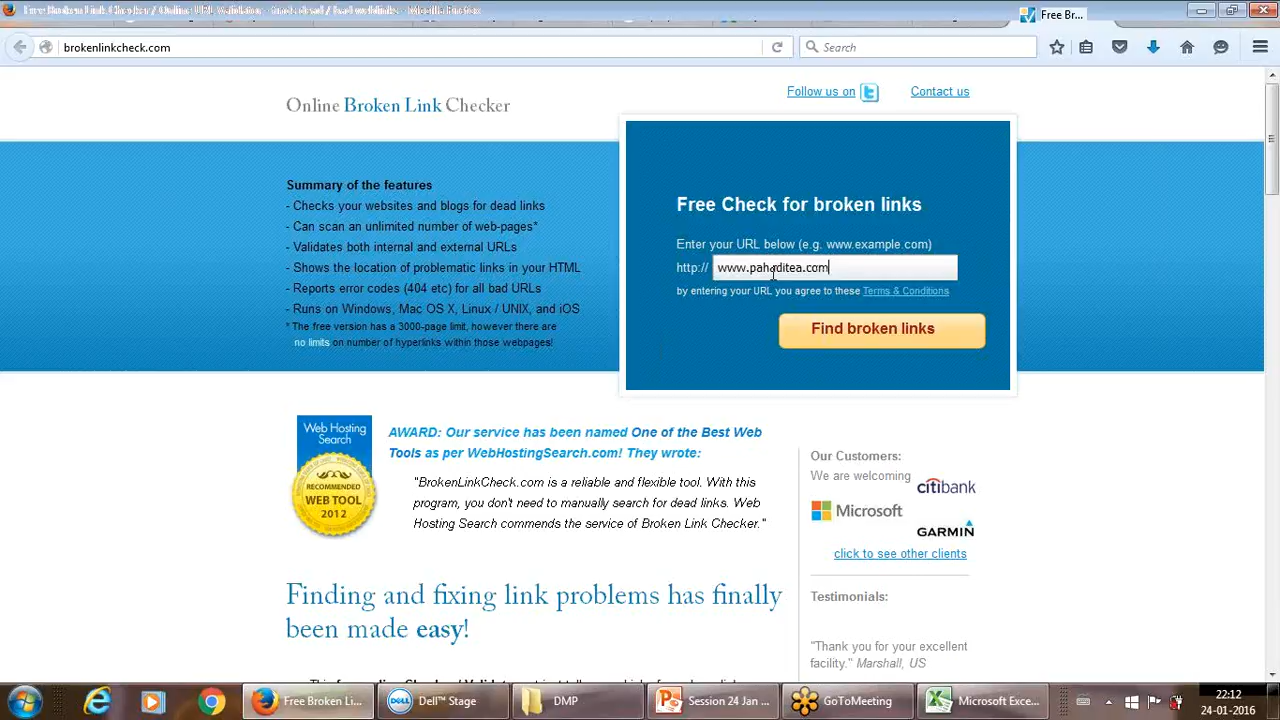 Free Broken Link Checker / Online URL Validator
brokenlinkcheck.com
Search
Free Br...
Online Broken Link Checker
Follow us on
Contact us
Summary of the features
- Checks your websites and blogs for dead links
- Can scan an unlimited number of web-pages*
- Validates both internal and external URLs
- Shows the location of problematic links in your HTML
- Reports error codes (404 etc) for all bad URLs
- Runs on Windows, Mac OS X, Linux / UNIX, and iOS
* The free version has a 3000-page limit, however there are
no limits on number of hyperlinks within those webpages!
Free Check for broken links
Enter your URL below (e.g. www.example.com)
http:// www.pahaditea.com
by entering your URL you agree to these Terms & Conditions
Find broken links
Web Hosting
Search
RECOMMENDED
WEB TOOL
2012
AWARD: Our service has been named One of the Best Web
Tools as per WebHostingSearch.com! They wrote:
"BrokenLinkCheck.com is a reliable and flexible tool. With this
program, you don't need to manually search for dead links. Web
Hosting Search commends the service of Broken Link Checker."
Our Customers:
We are welcoming
citibank
Microsoft
GARMIN
click to see other clients
Finding and fixing link problems has finally
been made easy!
Testimonials:
"Thank you for your excellent
facility." Marshall, US
Free Broken Li...
Dell™ Stage
DMP
Session 24 Jan ...
GoToMeeting
Microsoft Exce...
22:12
24-01-2016